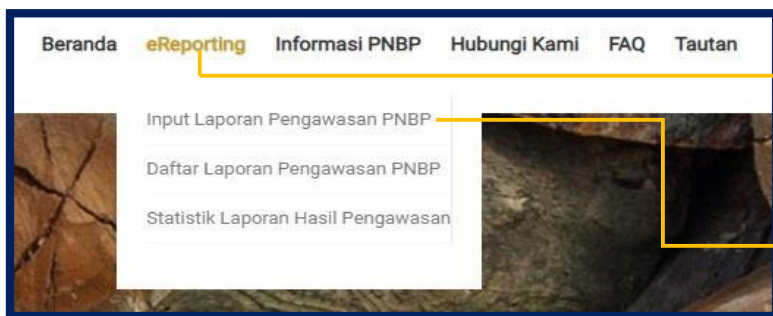 Beranda eReporting Informasi PNBP Hubungi Kami FAQ Tautan
Input Laporan Pengawasan PNBP
Daftar Laporan Pengawasan PNBP
Statistik Laporan Hasil Pengawasan